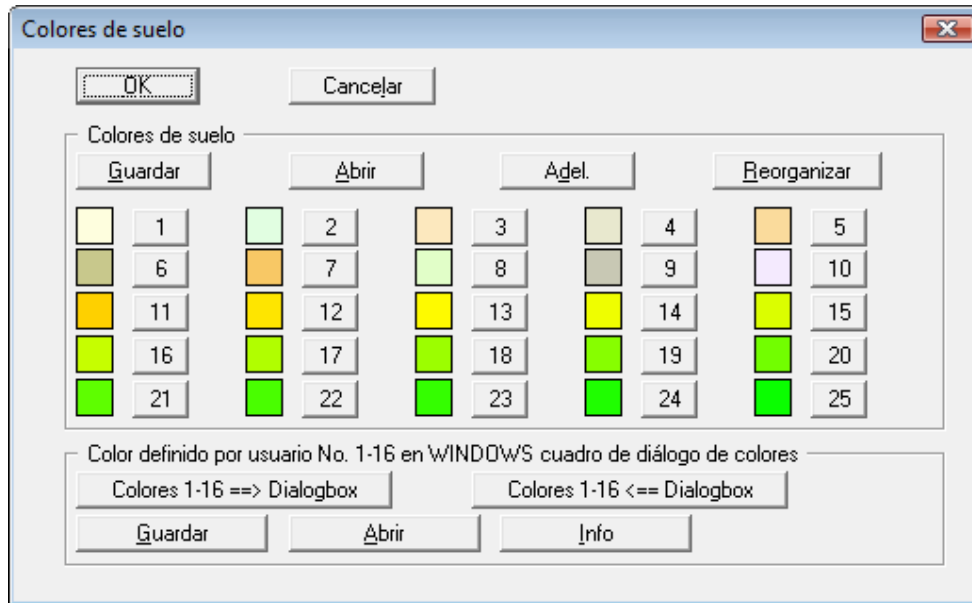 Colores de suelo
OK Cancelar
Colores de suelo
Guardar Abrir Adel. Reorganizar
1 2 3 4 5
6 7 8 9 10
11 12 13 14 15
16 17 18 19 20
21 22 23 24 25
Color definido por usuario No. 1-16 en WINDOWS cuadro de diálogo de colores
Colores 1-16 ==> Dialogbox Colores 1-16 <== Dialogbox
Guardar Abrir Info